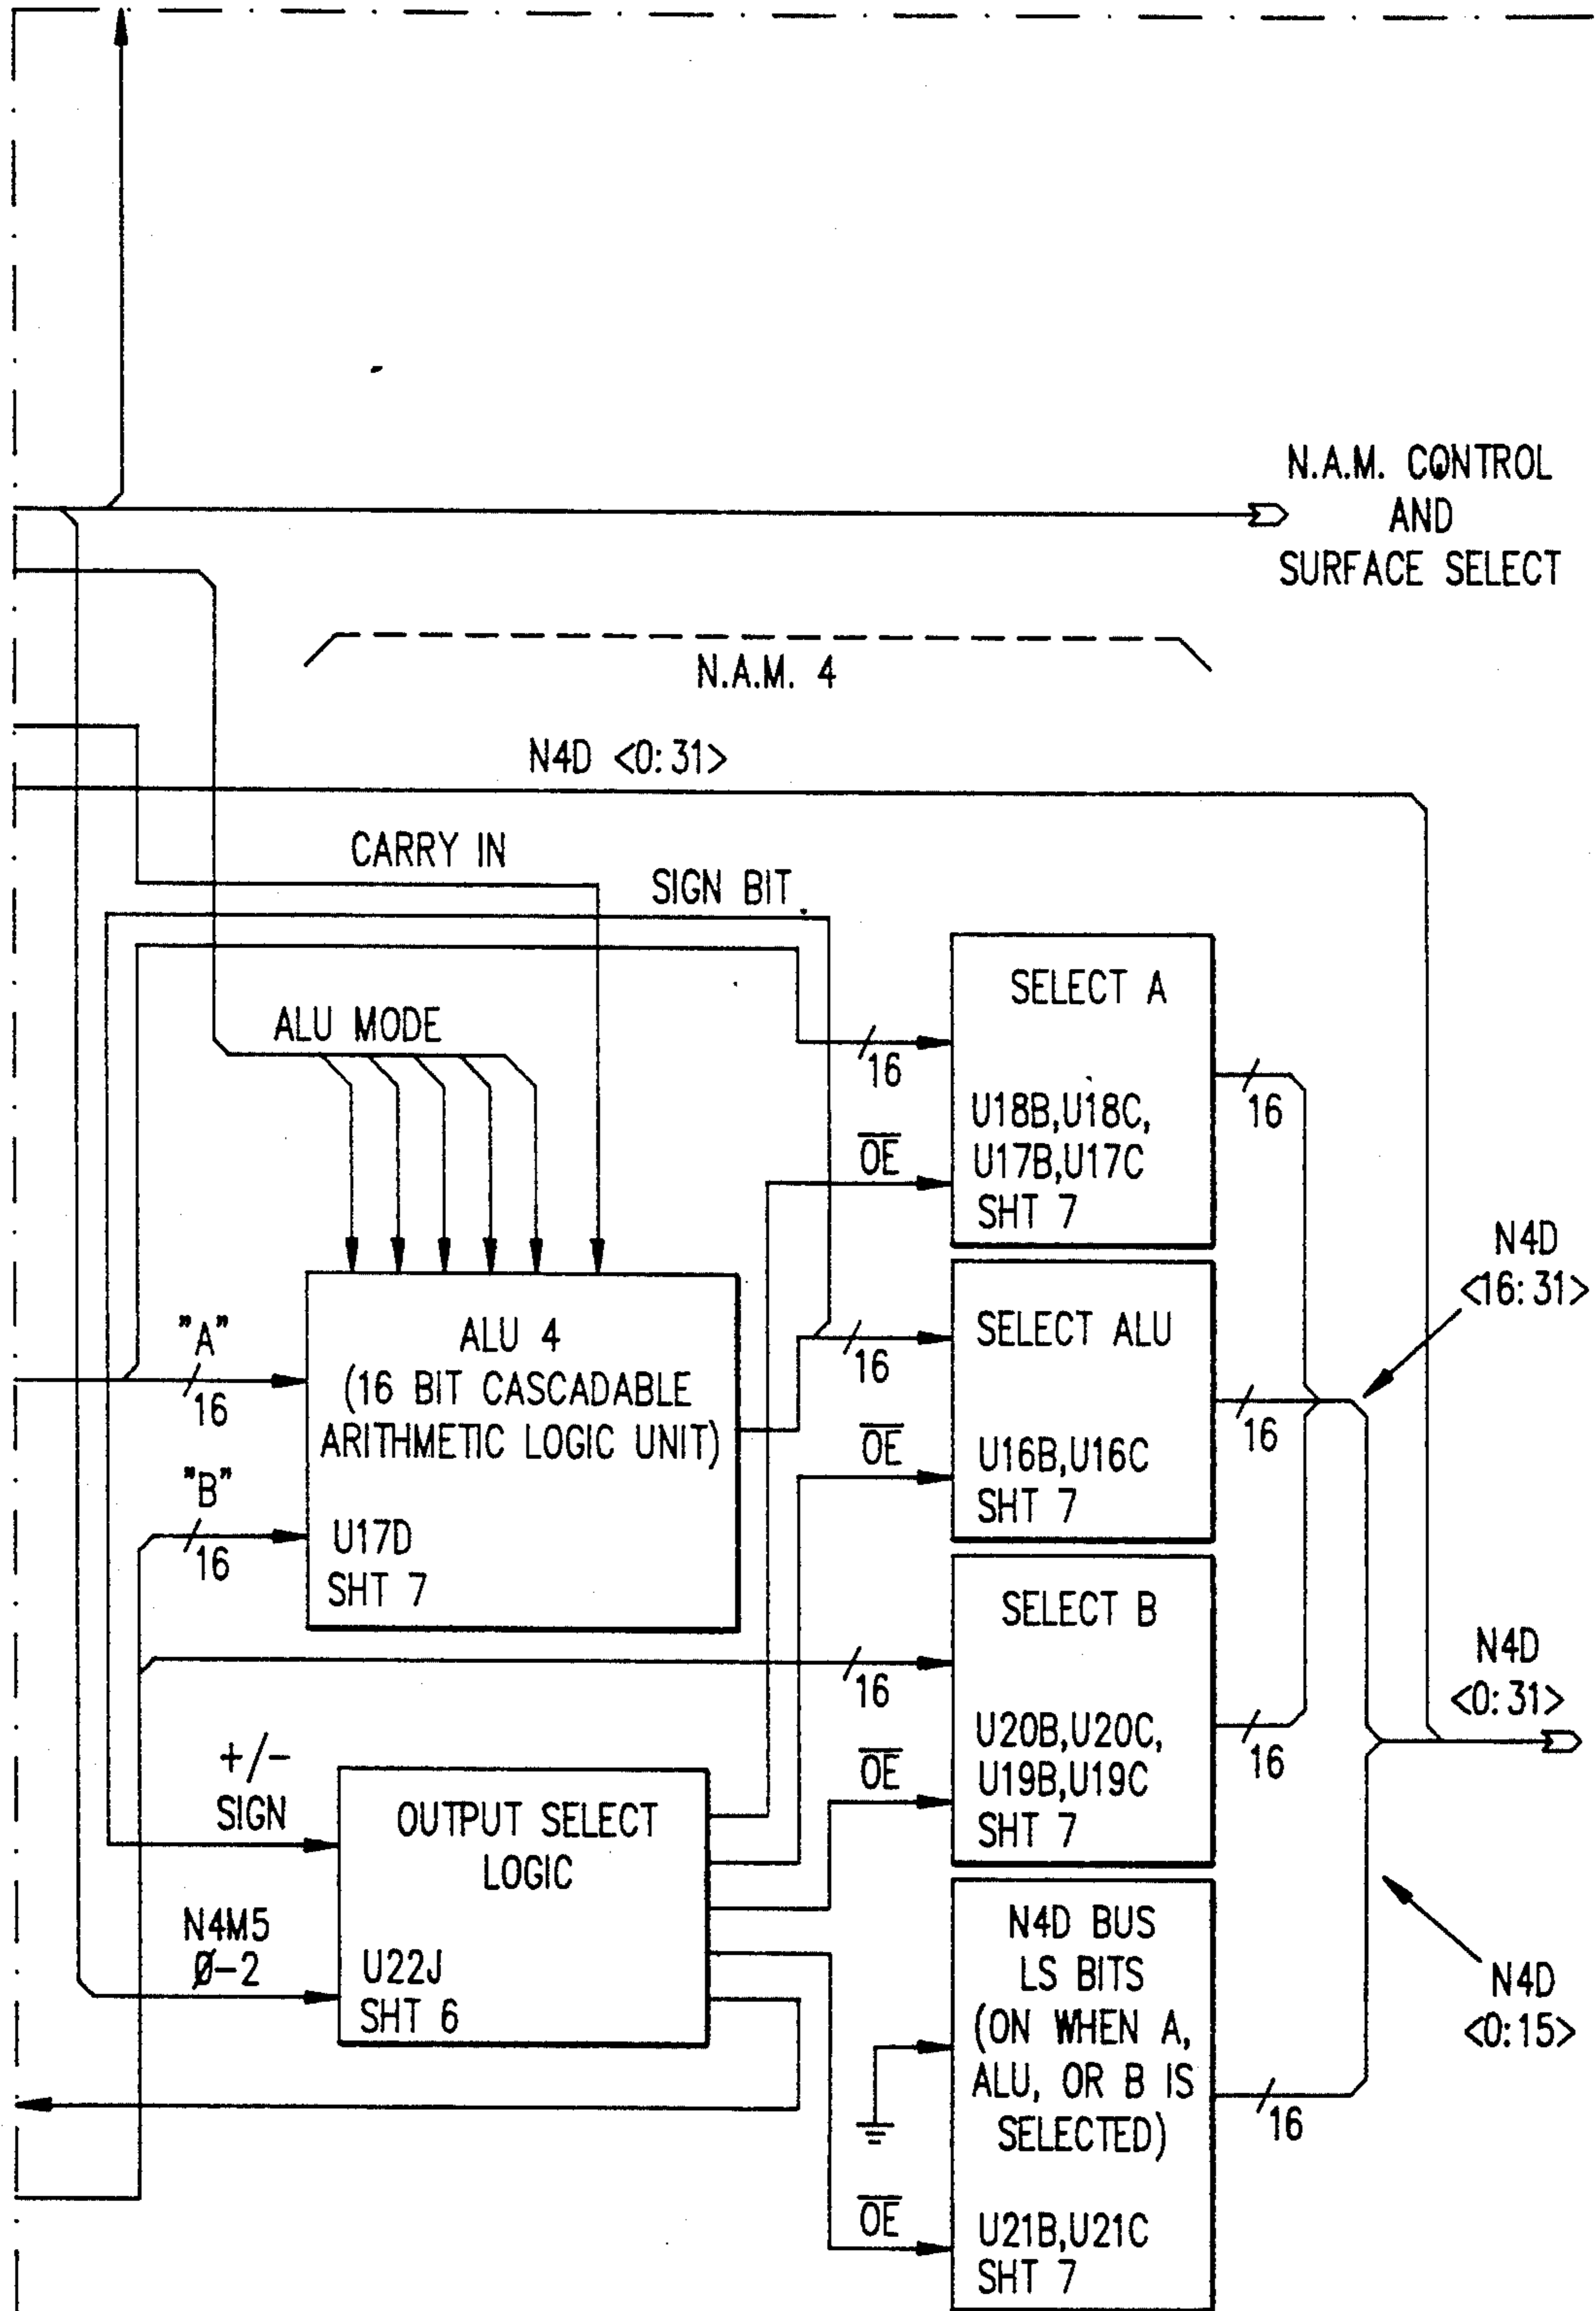 N.A.M. CONTROL
AND
SURFACE SELECT
N.A.M. 4
N4D <0:31>
CARRY IN
SIGN BIT
ALU MODE
SELECT A
16
U18B,U18C,
U17B,U17C
SHT 7
OE
16
N4D
<16:31>
"A"
16
ALU 4
(16 BIT CASCADABLE
ARITHMETIC LOGIC UNIT)
U17D
SHT 7
"B"
16
SELECT ALU
16
OE
U16B,U16C
SHT 7
16
SELECT B
16
U20B,U20C,
U19B,U19C
SHT 7
OE
16
N4D
<0:31>
+/-
SIGN
OUTPUT SELECT
LOGIC
N4M5
Ø-2
U22J
SHT 6
N4D BUS
LS BITS
(ON WHEN A,
ALU, OR B IS
SELECTED)
16
OE
U21B,U21C
SHT 7
N4D
<0:15>